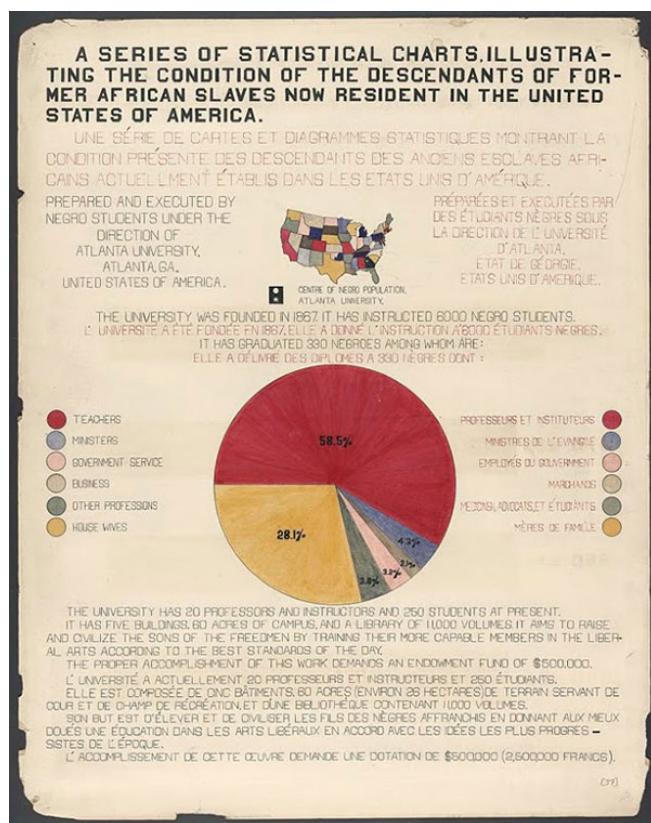 A SERIES OF STATISTICAL CHARTS, ILLUSTRA-
TING THE CONDITION OF THE DESCENDANTS OF FOR-
MER AFRICAN SLAVES NOW RESIDENT IN THE UNITED
STATES OF AMERICA.
UNE SÉRIE DE CARTES ET DIAGRAMMES STATISTIQUES MONTRANT LA
CONDITION PRÉSENTE DES DESCENDANTS DES ANCIENS ESCLAVES AFRI-
CAINS ACTUELLMENT ÉTABLIS DANS LES ETATS UNIS D'AMÉRIQUE.
PREPARED AND EXECUTED BY
NEGRO STUDENTS UNDER THE
DIRECTION OF
ATLANTA UNIVERSITY.
ATLANTA, GA.
UNITED STATES OF AMERICA.
PRÉPARÉES ET EXÉCUTÉES PAR
DES ÉTUDIANTS NÈGRES SOUS
LA DIRECTION DE L'UNIVERSITÉ
D'ATLANTA.
ETAT DE GÉORGIE.
ETATS UNIS D'AMÉRIQUE.
CENTRE OF NEGRO POPULATION.
ATLANTA UNIVERSITY.
THE UNIVERSITY WAS FOUNDED IN 1867. IT HAS INSTRUCTED 6000 NEGRO STUDENTS.
L'UNIVERSITÉ A ÉTÉ FONDÉE EN 1867. ELLE A DONNÉ L'INSTRUCTION A 6000 ÉTUDIANTS NÈGRES.
IT HAS GRADUATED 330 NEGROES AMONG WHOM ARE:
ELLE A DÉLIVRÉ DES DIPLOMES A 330 NÈGRES DONT:
TEACHERS
MINISTERS
GOVERNMENT SERVICE
BUSINESS
OTHER PROFESSIONS
HOUSE WIVES
58.5%
28.1%
4.3%
3.8%
PROFESSEURS ET INSTITUTEURS
MINISTRES DE L'EVANGILE
EMPLOYÉS DU GOUVERNMENT
MARCHANDS
MEDCONS, ADVOCATS, ET ÉTUDIANTS
MÈRES DE FAMILLE
THE UNIVERSITY HAS 20 PROFESSORS AND INSTRUCTORS AND 250 STUDENTS AT PRESENT.
IT HAS FIVE BUILDINGS, 60 ACRES OF CAMPUS, AND A LIBRARY OF 11,000 VOLUMES. IT AIMS TO RAISE
AND CIVILIZE THE SONS OF THE FREEDMEN BY TRAINING THEIR MORE CAPABLE MEMBERS IN THE LIBER-
AL ARTS ACCORDING TO THE BEST STANDARDS OF THE DAY.
THE PROPER ACCOMPLISHMENT OF THIS WORK DEMANDS AN ENDOWMENT FUND OF $500,000.
L'UNIVERSITÉ A ACTUELLEMENT 20 PROFESSEURS ET INSTRUCTEURS ET 250 ÉTUDIANTS.
ELLE EST COMPOSÉE DE CINQ BÂTIMENTS, 60 ACRES (ENVIRON 26 HECTARES) DE TERRAIN SERVANT DE
COUR ET DE CHAMP DE RÉCRÉATION, ET D'UNE BIBLIOTHÈQUE CONTENANT 11,000 VOLUMES.
SON BUT EST D'ÉLEVER ET DE CIVILISER LES FILS DES NÈGRES AFFRANCHIS EN DONNANT AUX MIEUX
DOUÉS UNE ÉDUCATION DANS LES ARTS LIBÉRAUX EN ACCORD AVEC LES IDÉES LES PLUS PROGRÈS-
SISTES DE L'ÉPOQUE.
L'ACCOMPLISSEMENT DE CETTE ŒUVRE DEMANDE UNE DOTATION DE $500,000 (2,500,000 FRANCS).